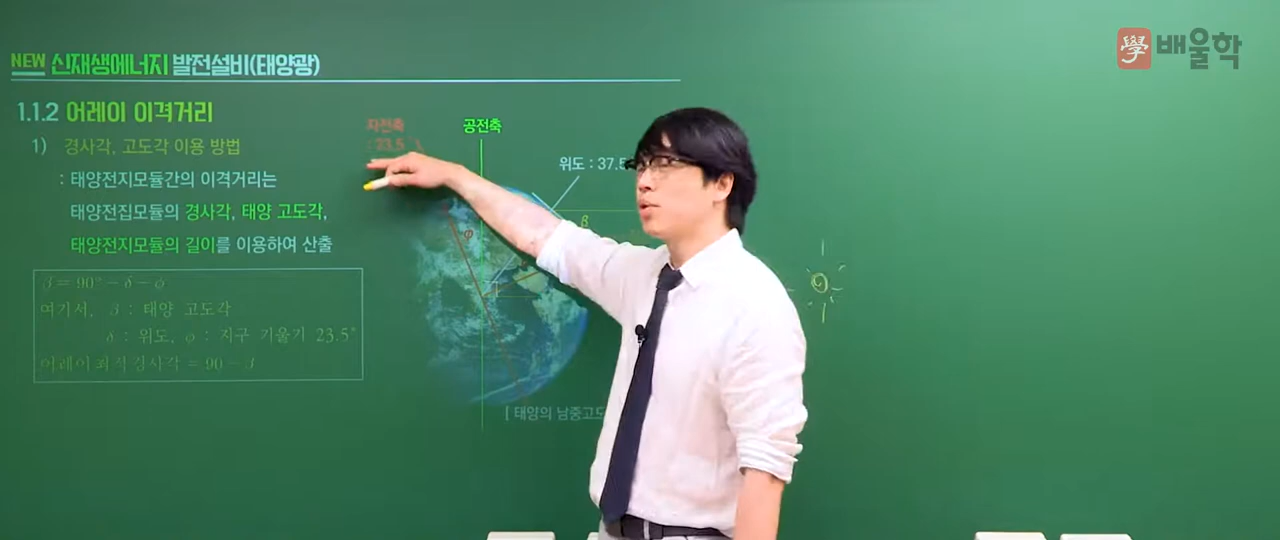 學 배울학
NEW 신재생에너지 발전설비(태양광)
1.1.2 어레이 이격거리
1) 경사각, 고도각 이용 방법
: 태양전지모듈간의 이격거리는
태양전집모듈의 경사각, 태양 고도각,
태양전지모듈의 길이를 이용하여 산출
β = 90° - δ - φ
여기서, β : 태양 고도각
δ : 위도, φ : 지구 기울기 23.5°
어레이최적경사각 = 90 - β
자전축
: 23.5
공전축
위도 : 37.5
β
φ
[ 태양의 남중고도